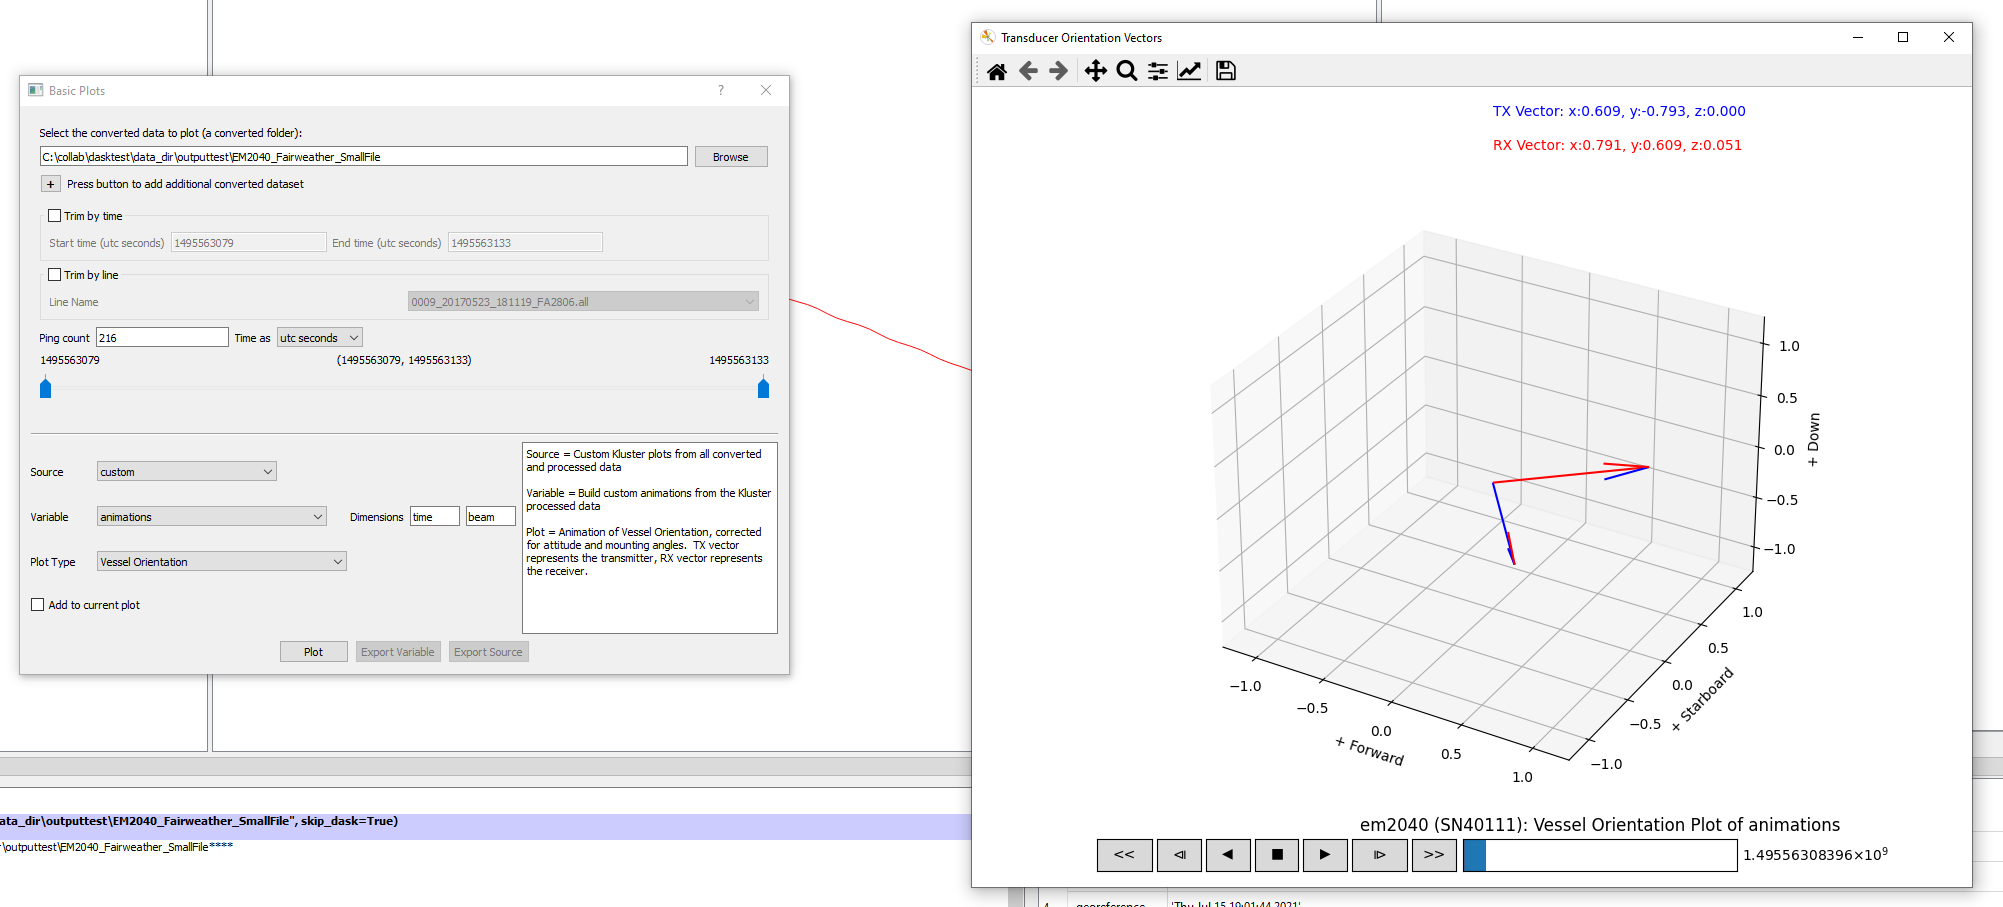 Basic Plots
?
Select the converted data to plot (a converted folder):
C:\collab\dasktest\data_dir\outputtest\EM2040_Fairweather_SmallFile
Browse
+ Press button to add additional converted dataset
Trim by time
Start time (utc seconds) 1495563079 End time (utc seconds) 1495563133
Trim by line
Line Name 0009_20170523_181119_FA2806.all
Ping count 216 Time as utc seconds
1495563079 (1495563079, 1495563133) 1495563133
Source custom
Variable animations Dimensions time beam
Plot Type Vessel Orientation
Add to current plot
Source = Custom Kluster plots from all converted
and processed data
Variable = Build custom animations from the Kluster
processed data
Plot = Animation of Vessel Orientation, corrected
for attitude and mounting angles. TX vector
represents the transmitter, RX vector represents
the receiver.
Plot Export Variable Export Source
ata_dir\outputtest\EM2040_Fairweather_SmallFile", skip_dask=True)
\outputtest\EM2040_Fairweather_SmallFile****
Transducer Orientation Vectors
TX Vector: x:0.609, y:-0.793, z:0.000
RX Vector: x:0.791, y:0.609, z:0.051
1.0
0.5
0.0
−0.5
−1.0
+ Down
1.0
0.5
0.0
−0.5
−1.0
+ Starboard
−1.0
−0.5
0.0
0.5
1.0
+ Forward
em2040 (SN40111): Vessel Orientation Plot of animations
<< >> 1.49556308396×10⁹
4 georeference 'Thu Jul 15 19:01:44 2021'